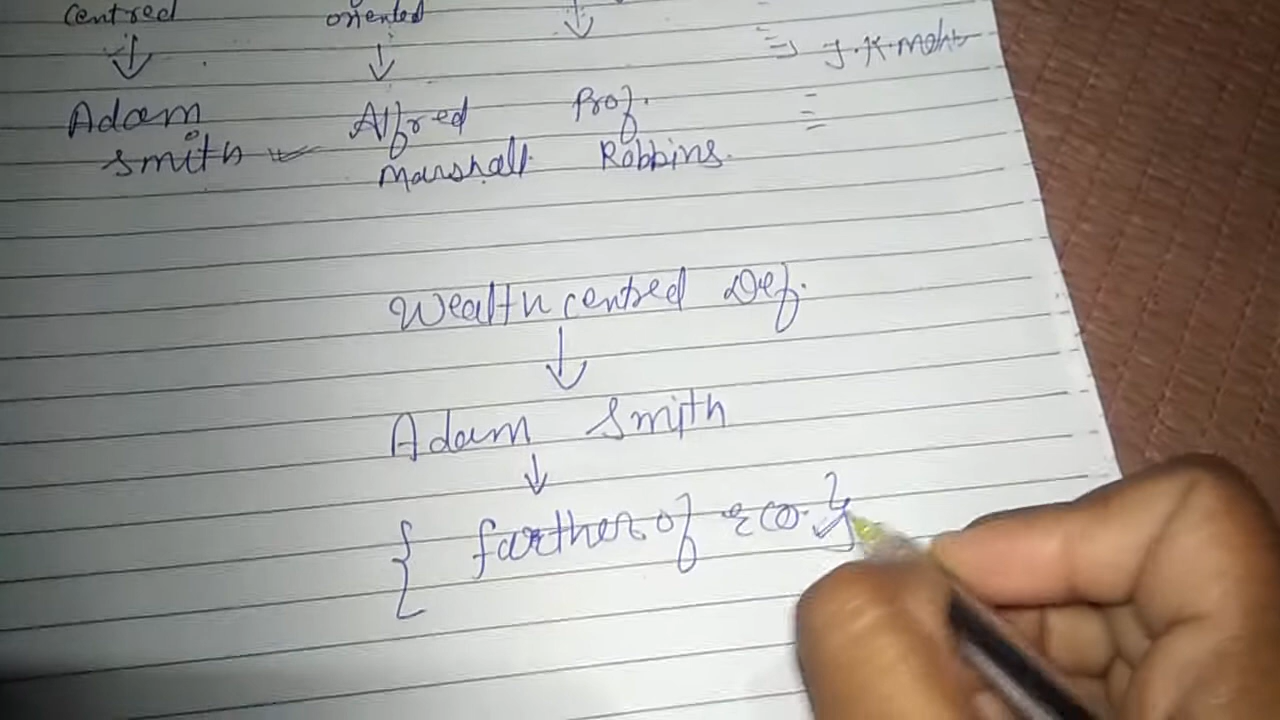 centred oriented
Adam Alfred Prof. J.K. Mehta
Smith Marshall Robbins.
Wealth centred Def.
Adam Smith
{ farther of eco. }